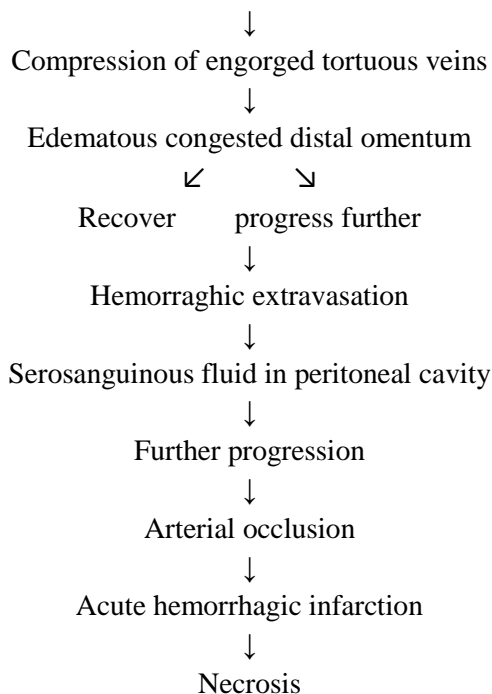 ↓
Compression of engorged tortuous veins
↓
Edematous congested distal omentum
↙ ↘
Recover progress further
↓
Hemorraghic extravasation
↓
Serosanguinous fluid in peritoneal cavity
↓
Further progression
↓
Arterial occlusion
↓
Acute hemorrhagic infarction
↓
Necrosis